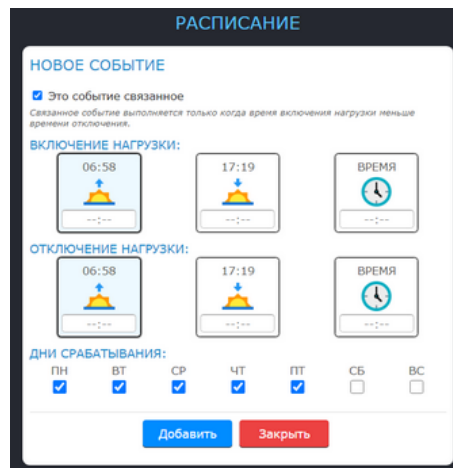 РАСПИСАНИЕ
НОВОЕ СОБЫТИЕ
Это событие связанное
Связанное событие выполняется только когда время включения нагрузки меньше
времени отключения.
ВКЛЮЧЕНИЕ НАГРУЗКИ:
06:58 17:19 ВРЕМЯ
--:-- --:-- --:--
ОТКЛЮЧЕНИЕ НАГРУЗКИ:
06:58 17:19 ВРЕМЯ
--:-- --:-- --:--
ДНИ СРАБАТЫВАНИЯ:
ПН ВТ СР ЧТ ПТ СБ ВС
Добавить Закрыть